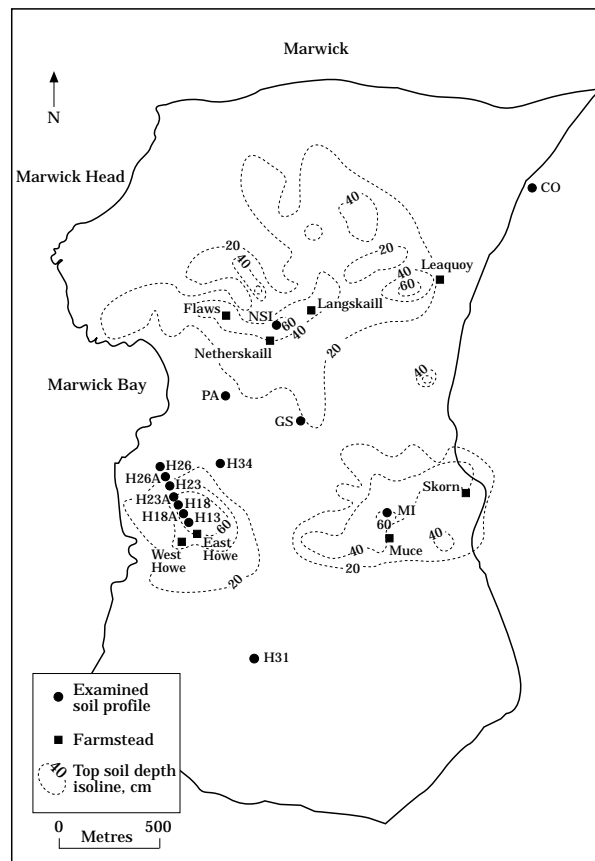 Marwick
N
Marwick Head
CO
40
20
20
40
40
Leaquoy
60
Flaws
NSI
Langskaill
60
40
Netherskaill
20
Marwick Bay
40
PA
GS
H26
H34
H26A
H23
Skorn
H23A
H18
MI
H18A
H13
60
60
West
Howe
East
Howe
40
Muce
40
20
20
H31
Examined
soil profile
Farmstead
40
Top soil depth
isoline, cm
0 500
Metres